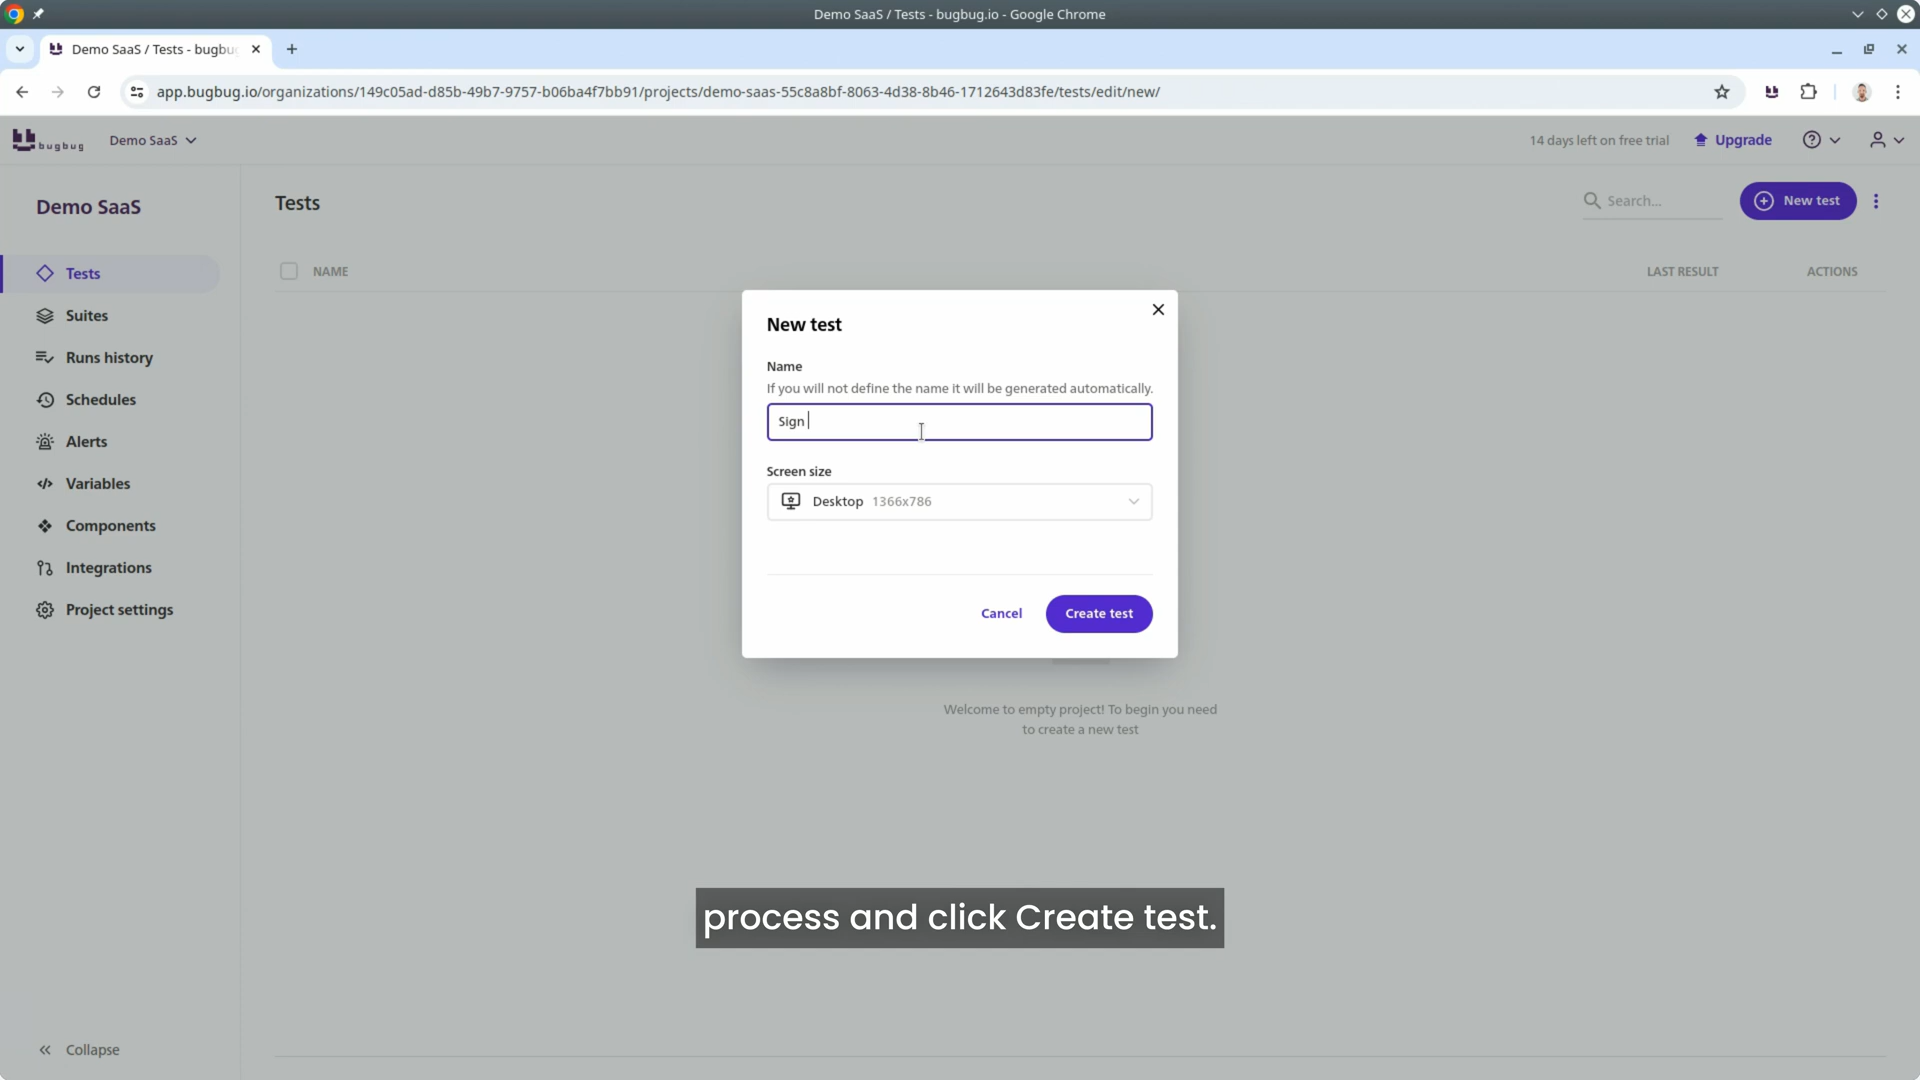 Demo SaaS / Tests - bugbug.io - Google Chrome
Demo SaaS / Tests - bugbu
app.bugbug.io/organizations/149c05ad-d85b-49b7-9757-b06ba4f7bb91/projects/demo-saas-55c8a8bf-8063-4d38-8b46-1712643d83fe/tests/edit/new/
bugbug
Demo SaaS
14 days left on free trial
Upgrade
Demo SaaS
Tests
Search...
New test
Tests
Suites
Runs history
Schedules
Alerts
Variables
Components
Integrations
Project settings
Collapse
NAME
LAST RESULT
ACTIONS
New test
Name
If you will not define the name it will be generated automatically.
Sign
Screen size
Desktop 1366x786
Cancel
Create test
Welcome to empty project! To begin you need
to create a new test
process and click Create test.